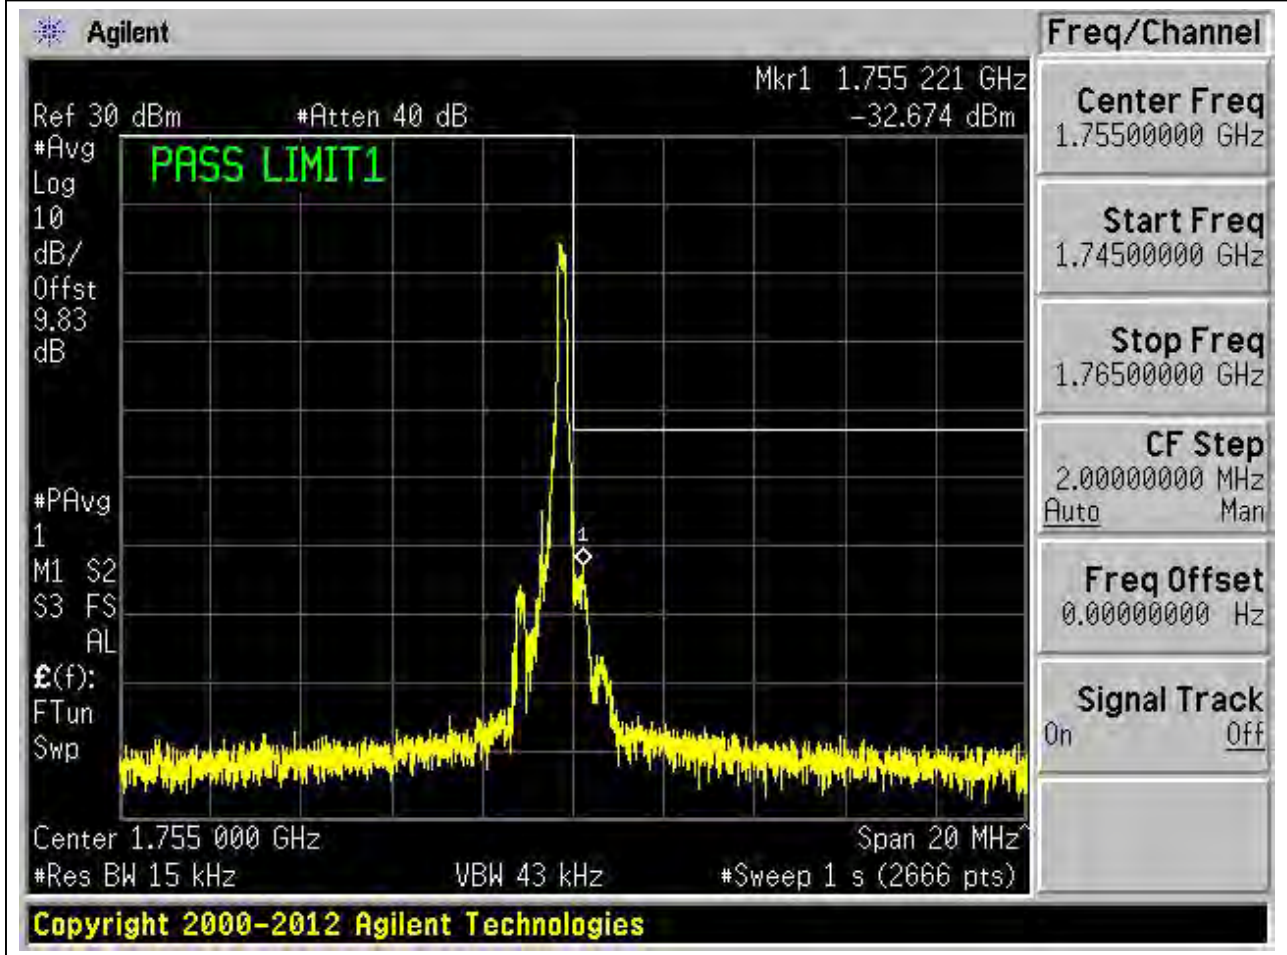 Agilent
Freq/Channel
Mkr1 1.755 221 GHz
Ref 30 dBm #Atten 40 dB -32.674 dBm
#Avg
Log
10
dB/
Offst
9.83
dB
PASS LIMIT1
#PAvg
1
M1 S2
S3 FS
AL
£(f):
FTun
Swp
1
Center 1.755 000 GHz Span 20 MHz^
#Res BW 15 kHz VBW 43 kHz #Sweep 1 s (2666 pts)
Copyright 2000-2012 Agilent Technologies
Center Freq
1.75500000 GHz
Start Freq
1.74500000 GHz
Stop Freq
1.76500000 GHz
CF Step
2.00000000 MHz
Auto Man
Freq Offset
0.00000000 Hz
Signal Track
On Off